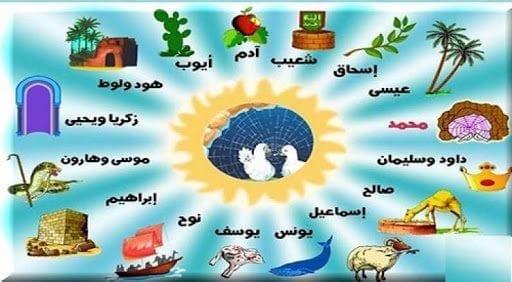 آدم
شعيب
إسحاق
عيسى
محمد
داود وسليمان
صالح
إسماعيل
يونس
يوسف
نوح
إبراهيم
موسى وهارون
زكريا ويحيى
هود ولوط
أيوب